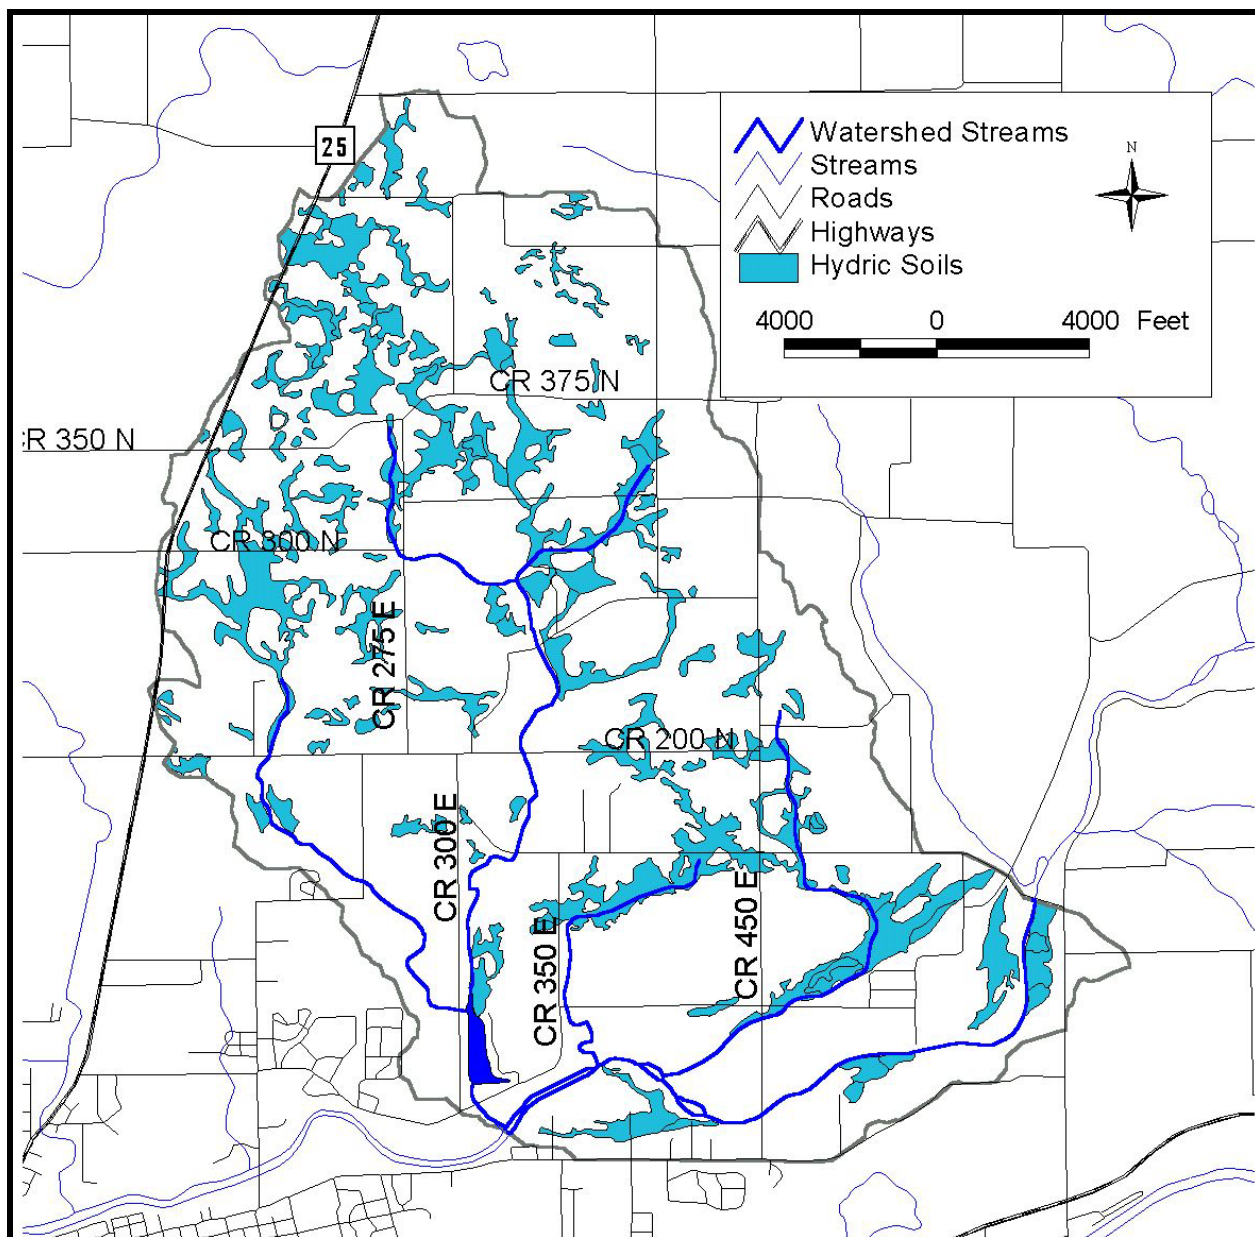 25
Watershed Streams
Streams
Roads
Highways
Hydric Soils
N
4000 0 4000 Feet
CR 375 N
CR 350 N
CR 300 N
CR 275 E
CR 200 N
CR 300 E
CR 350 E
CR 450 E